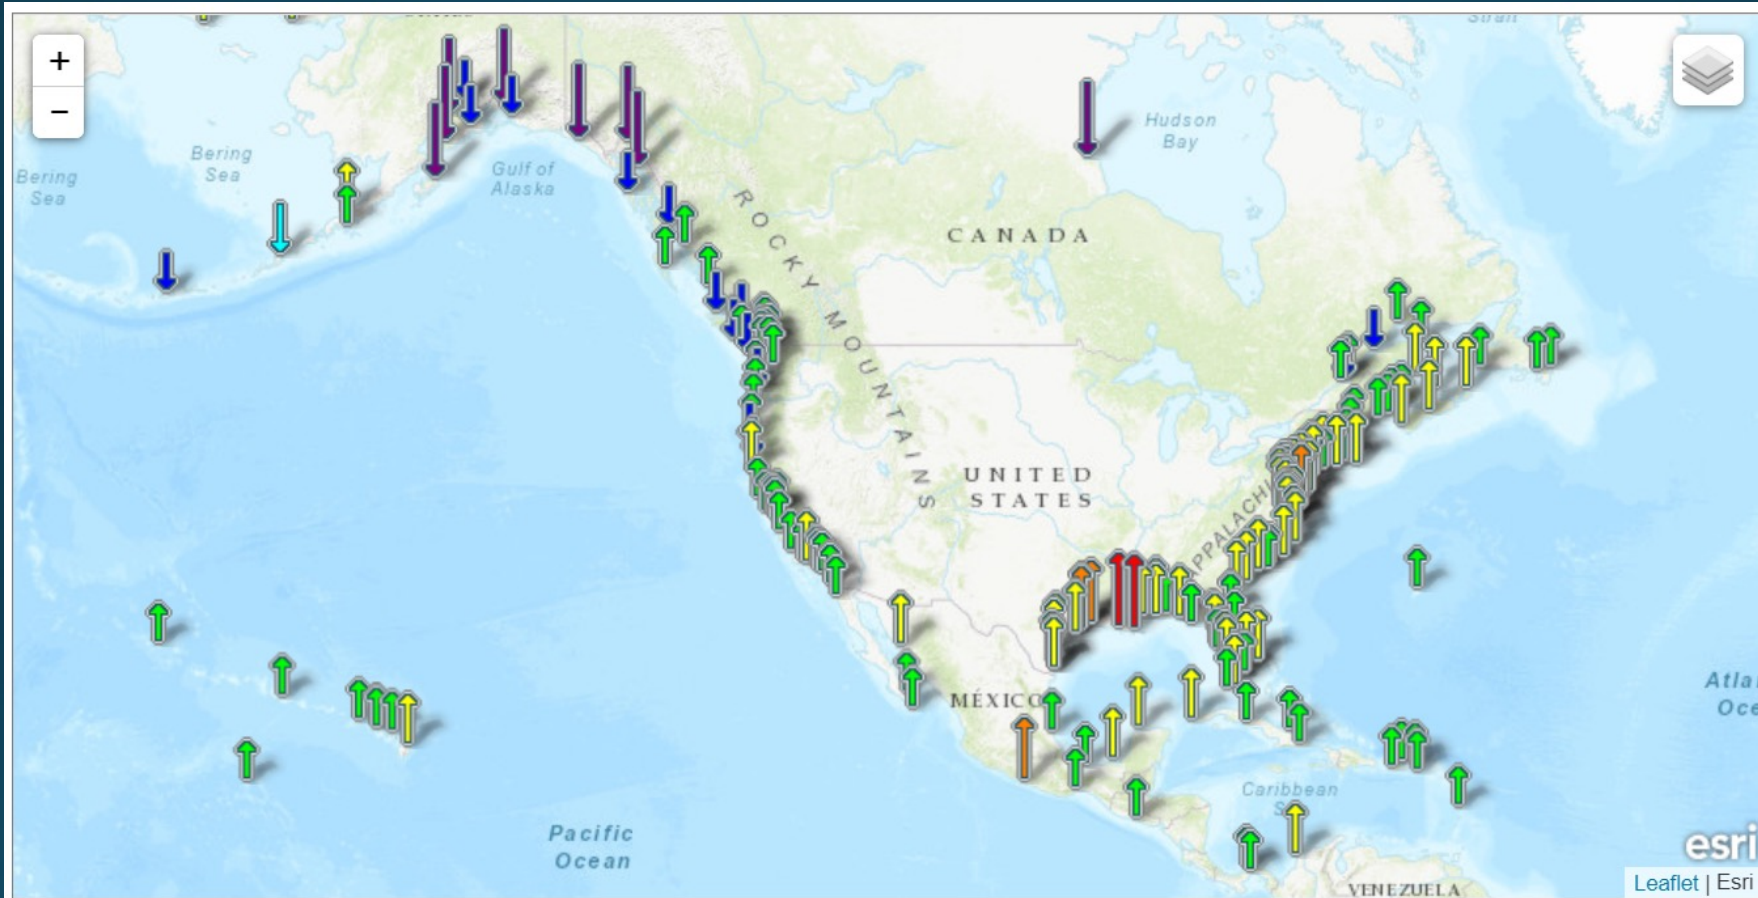 +
−
Strait
Bering
Sea
Bering
Sea
Gulf of
Alaska
Hudson
Bay
ROCKY MOUNTAINS
CANADA
UNITED
STATES
MÉXICO
Atla
Oce
Caribbean
Pacific
Ocean
esri
VENEZUELA
Leaflet | Esri